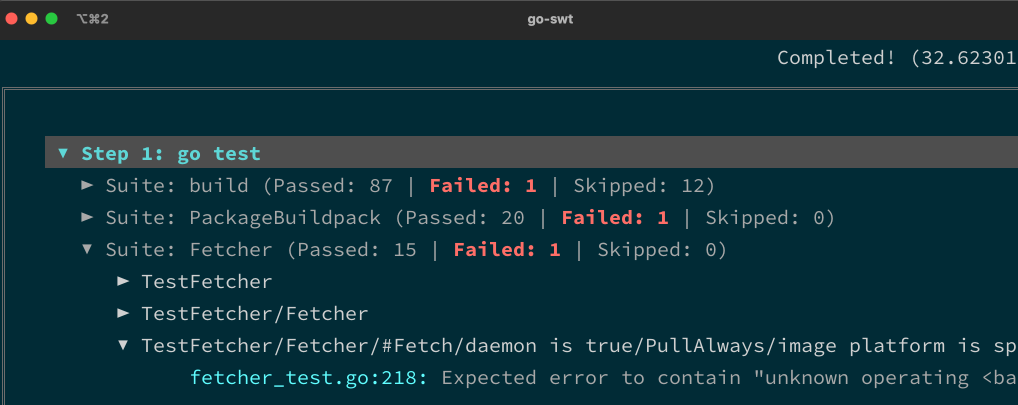 ⌥⌘2
go-swt
Completed! (32.62301
▼ Step 1: go test
► Suite: build (Passed: 87 | Failed: 1 | Skipped: 12)
► Suite: PackageBuildpack (Passed: 20 | Failed: 1 | Skipped: 0)
▼ Suite: Fetcher (Passed: 15 | Failed: 1 | Skipped: 0)
► TestFetcher
► TestFetcher/Fetcher
▼ TestFetcher/Fetcher/#Fetch/daemon is true/PullAlways/image platform is sp
fetcher_test.go:218: Expected error to contain "unknown operating <ba